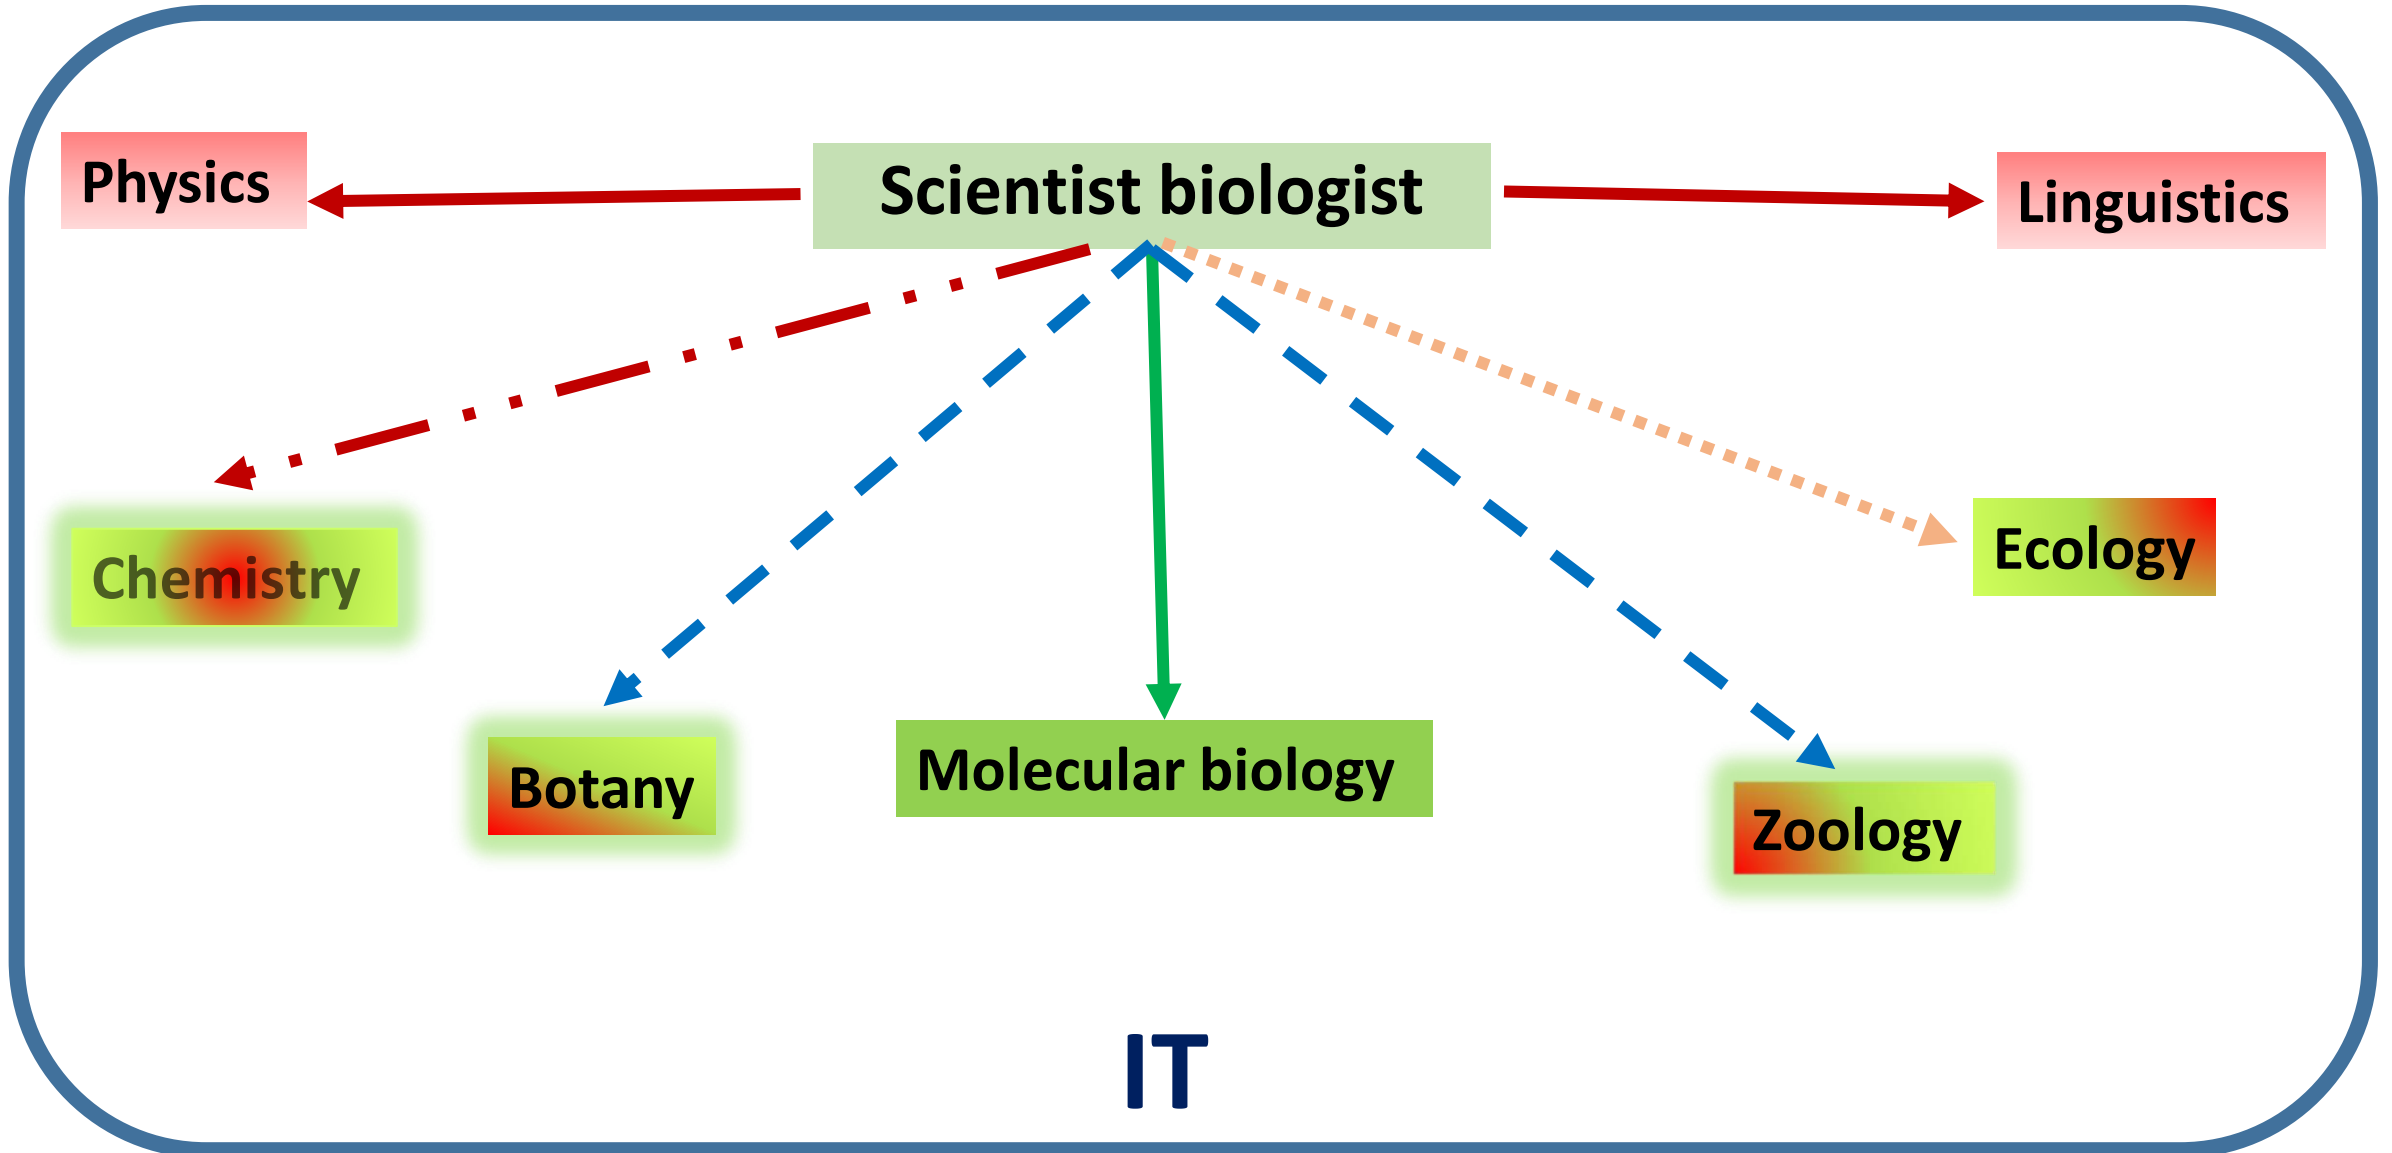 Physics
Scientist biologist
Linguistics
Chemistry
Ecology
Botany
Molecular biology
Zoology
IT